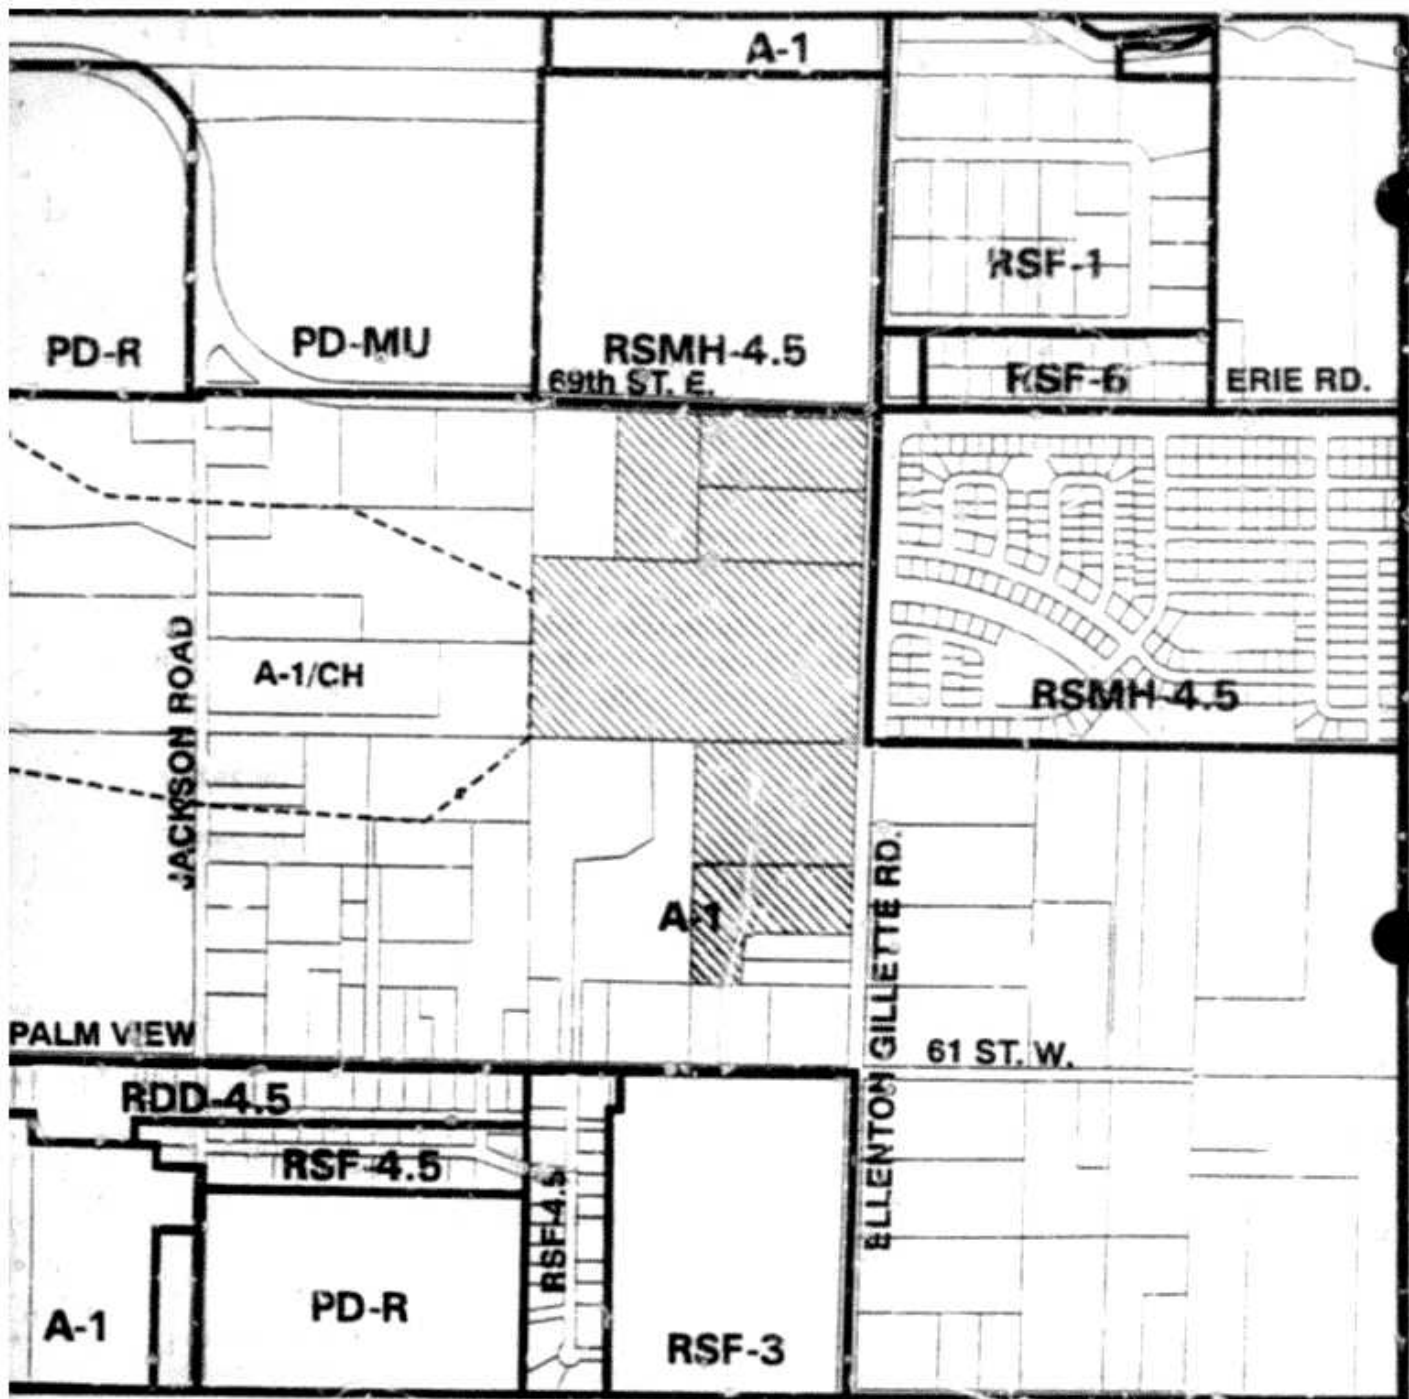 A-1
RSF-1
PD-R
PD-MU
RSMH-4.5
69th ST. E.
RSF-6
ERIE RD.
JACKSON ROAD
A-1/CH
RSMH-4.5
A-1
ELLENTON GILLETTE RD.
PALM VIEW
61 ST. W.
RDD-4.5
RSF-4.5
RSF-4.5
A-1
PD-R
RSF-3